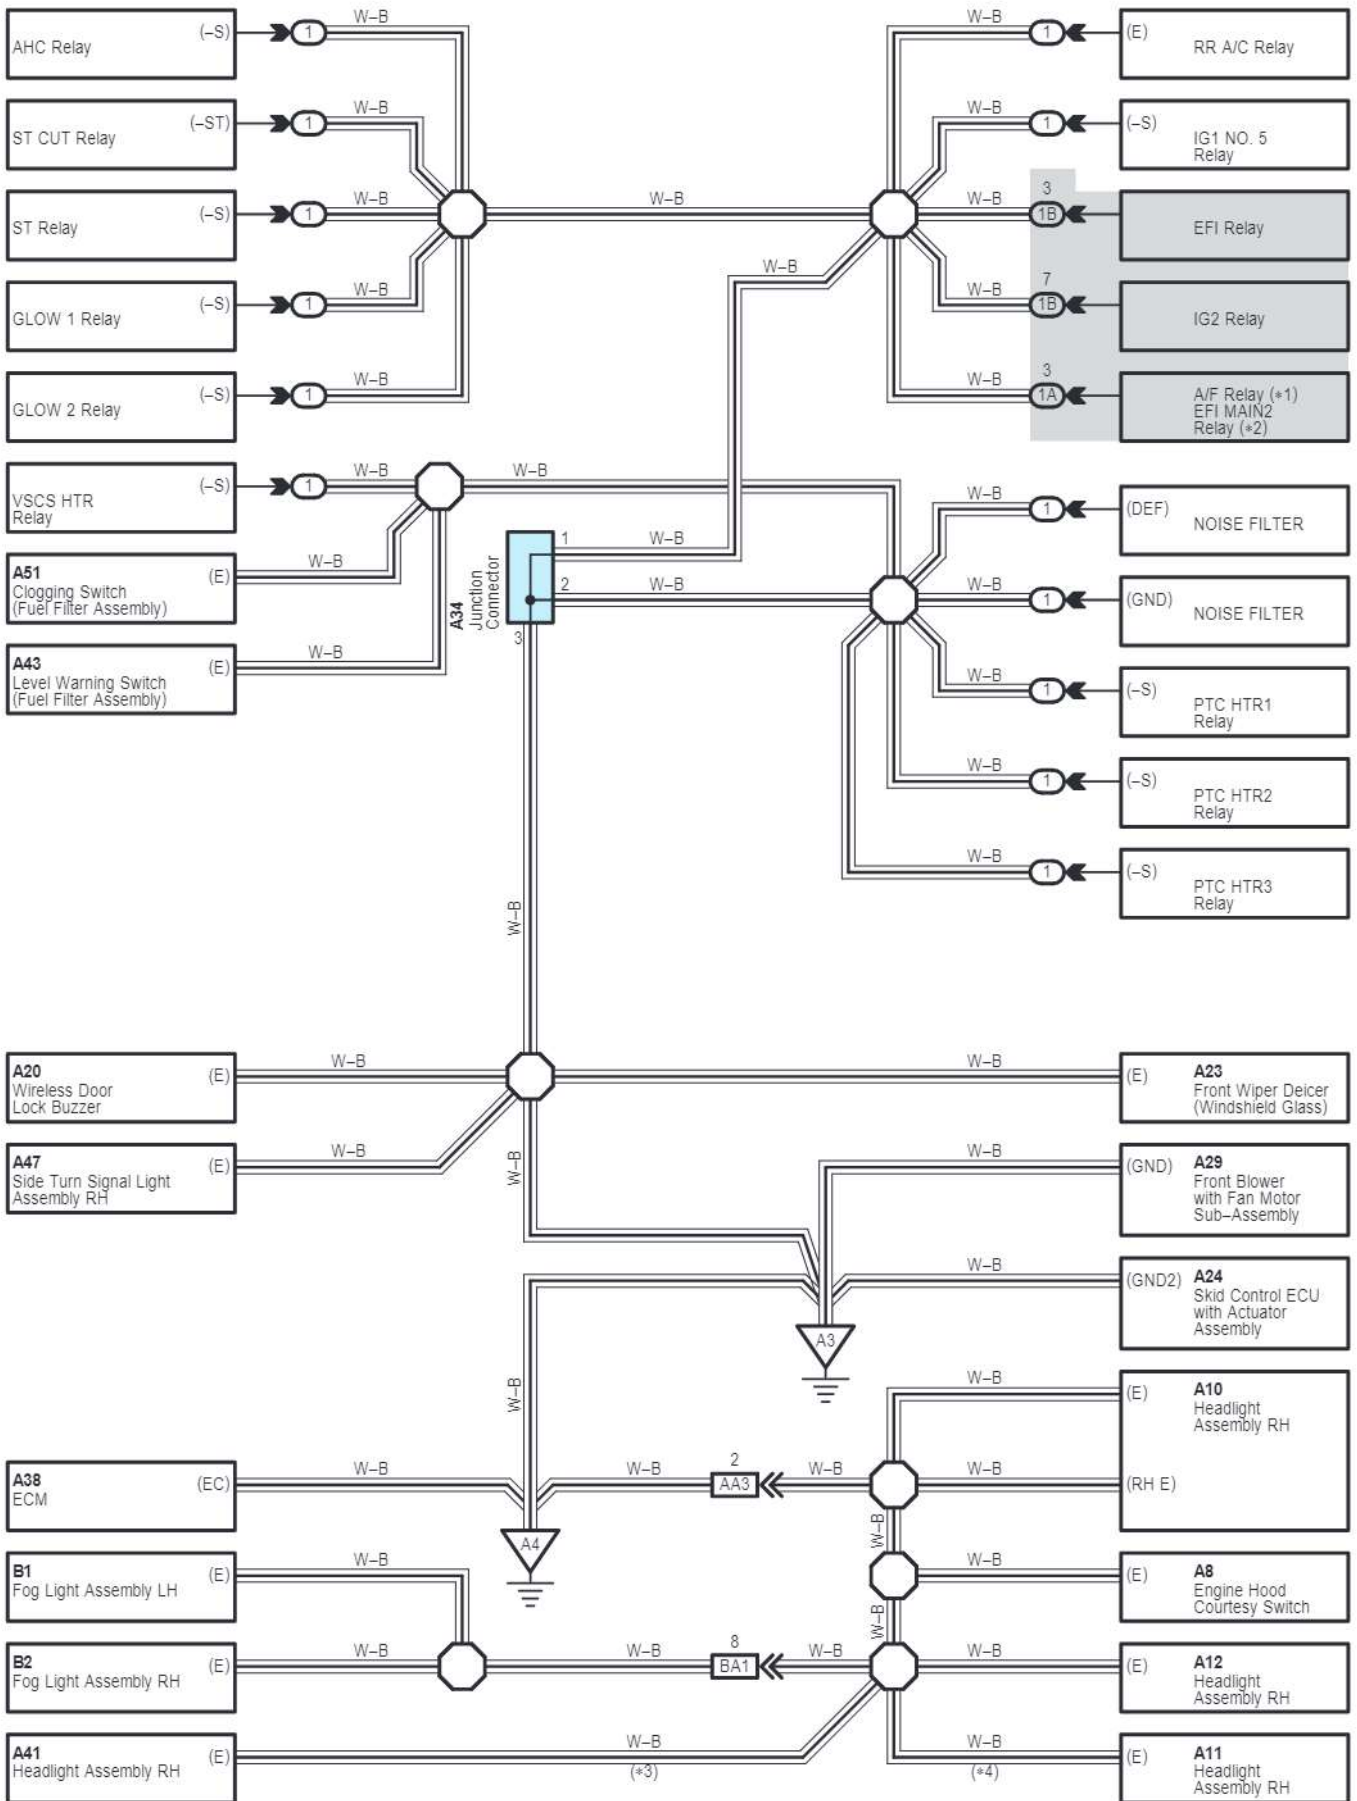 W–B
W–B
AHC Relay
(–S)
1
1
(E)
RR A/C Relay
W–B
W–B
ST CUT Relay
(–ST)
1
1
(–S)
IG1 NO. 5
Relay
W–B
W–B
W–B
3
ST Relay
(–S)
1
1B
EFI Relay
W–B
W–B
W–B
7
GLOW 1 Relay
(–S)
1
1B
IG2 Relay
W–B
W–B
3
GLOW 2 Relay
(–S)
1
1A
A/F Relay (*1)
EFI MAIN2
Relay (*2)
W–B
W–B
VSCS HTR
Relay
(–S)
1
W–B
1
(DEF)
NOISE FILTER
A51
Clogging Switch
(Fuel Filter Assembly)
(E)
W–B
A34
Junction
Connector
1
W–B
2
W–B
3
W–B
1
(GND)
NOISE FILTER
A43
Level Warning Switch
(Fuel Filter Assembly)
(E)
W–B
W–B
1
(–S)
PTC HTR1
Relay
W–B
1
(–S)
PTC HTR2
Relay
W–B
1
(–S)
PTC HTR3
Relay
W–B
A20
Wireless Door
Lock Buzzer
(E)
W–B
W–B
(E)
A23
Front Wiper Deicer
(Windshield Glass)
A47
Side Turn Signal Light
Assembly RH
(E)
W–B
W–B
W–B
(GND)
A29
Front Blower
with Fan Motor
Sub–Assembly
W–B
(GND2)
A24
Skid Control ECU
with Actuator
Assembly
A3
W–B
W–B
(E)
A10
Headlight
Assembly RH
A38
ECM
(EC)
W–B
W–B
2
AA3
W–B
W–B
(RH E)
A4
W–B
B1
Fog Light Assembly LH
(E)
W–B
W–B
(E)
A8
Engine Hood
Courtesy Switch
W–B
B2
Fog Light Assembly RH
(E)
W–B
W–B
8
BA1
W–B
W–B
(E)
A12
Headlight
Assembly RH
A41
Headlight Assembly RH
(E)
W–B
(*3)
W–B
(*4)
(E)
A11
Headlight
Assembly RH